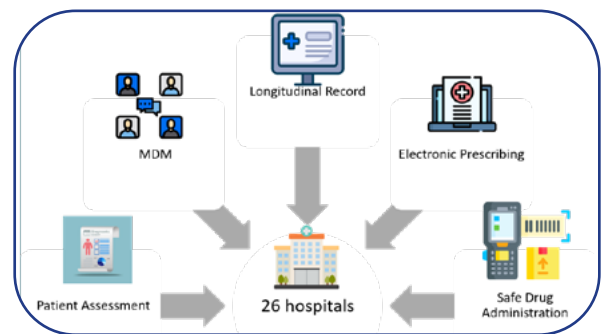 Longitudinal Record
MDM
Electronic Prescribing
Patient Assessment
26 hospitals
Safe Drug
Administration